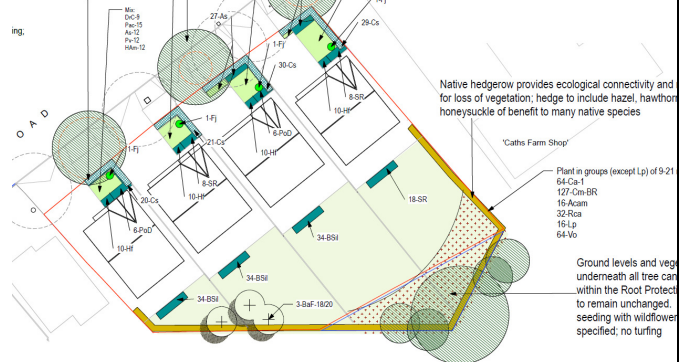 ing;
Mix:
DrC-9
Pac-15
As-12
Pv-12
HAm-12
27-As
1-Fj
29-Cs
1-Fj
30-Cs
8-SR
10-Hf
6-PoD
10-Hf
1-Fj
21-Cs
8-SR
10-Hf
1-Fj
20-Cs
6-PoD
10-Hf
O A D
18-SR
34-BSil
34-BSil
34-BSil
3-BaF-18/20
Native hedgerow provides ecological connectivity and
for loss of vegetation; hedge to include hazel, hawthorn
honeysuckle of benefit to many native species
'Caths Farm Shop'
Plant in groups (except Lp) of 9-21
64-Ca-1
127-Cm-BR
16-Acam
32-Rca
16-Lp
64-Vo
Ground levels and vege
underneath all tree can
within the Root Protecti
to remain unchanged.
seeding with wildflower
specified; no turfing